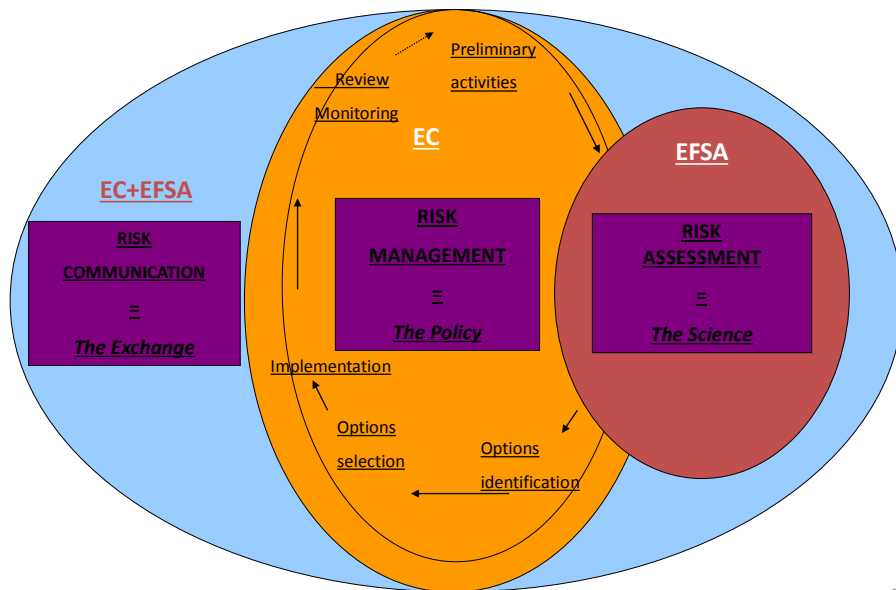 Preliminary
activities
Review
Monitoring
EC
EFSA
EC+EFSA
RISK
COMMUNICATION
=
The Exchange
RISK
MANAGEMENT
=
The Policy
RISK
ASSESSMENT
=
The Science
Implementation
Options
selection
Options
identification